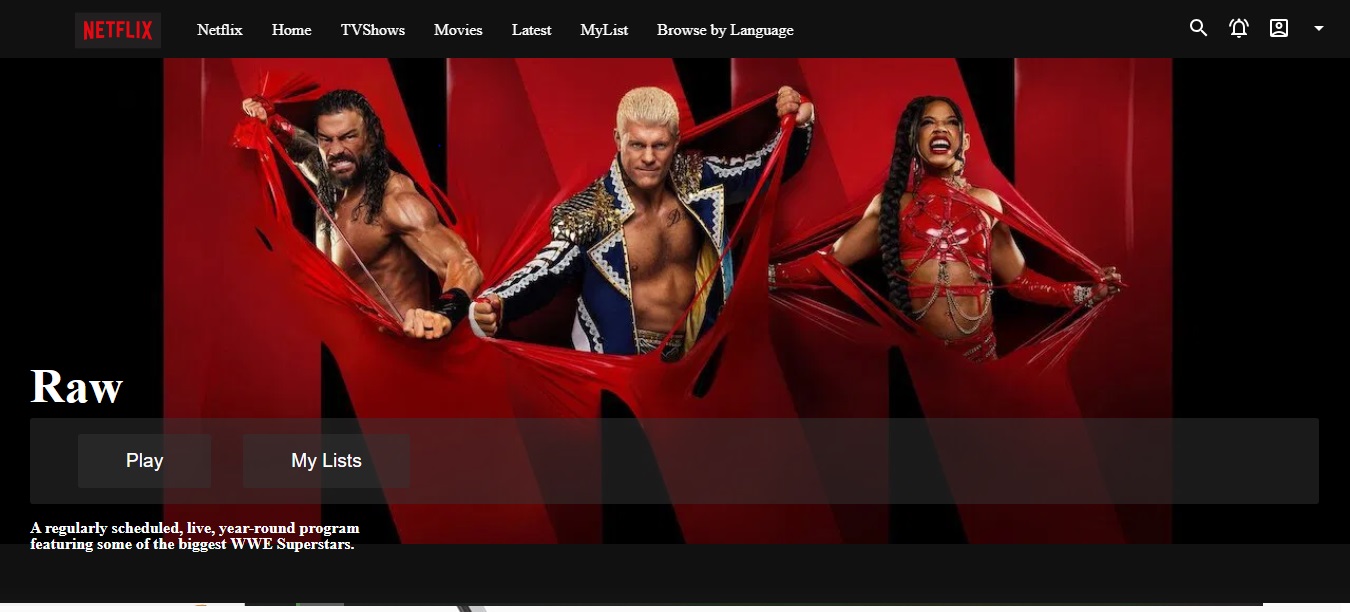 NETFLIX
Netflix Home TVShows Movies Latest MyList Browse by Language
Raw
Play My Lists
A regularly scheduled, live, year-round program
featuring some of the biggest WWE Superstars.